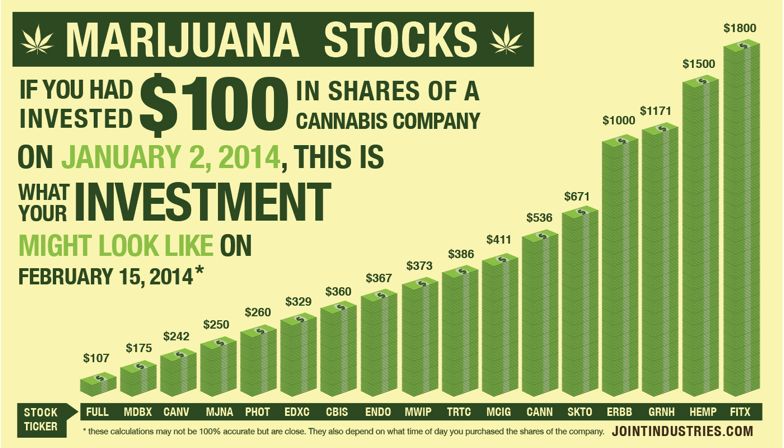 MARIJUANA STOCKS
IF YOU HAD INVESTED $100 IN SHARES OF A CANNABIS COMPANY
ON JANUARY 2, 2014, THIS IS
WHAT YOUR INVESTMENT
MIGHT LOOK LIKE ON
FEBRUARY 15, 2014*
$107 $175 $242 $250 $260 $329 $360 $367 $373 $386 $411 $536 $671 $1000 $1171 $1500 $1800
STOCK TICKER FULL MDBX CANV MJNA PHOT EDXC CBIS ENDO MWIP TRTC MCIG CANN SKTO ERBB GRNH HEMP FITX
* these calculations may not be 100% accurate but are close. They also depend on what time of day you purchased the shares of the company.
JOINTINDUSTRIES.COM